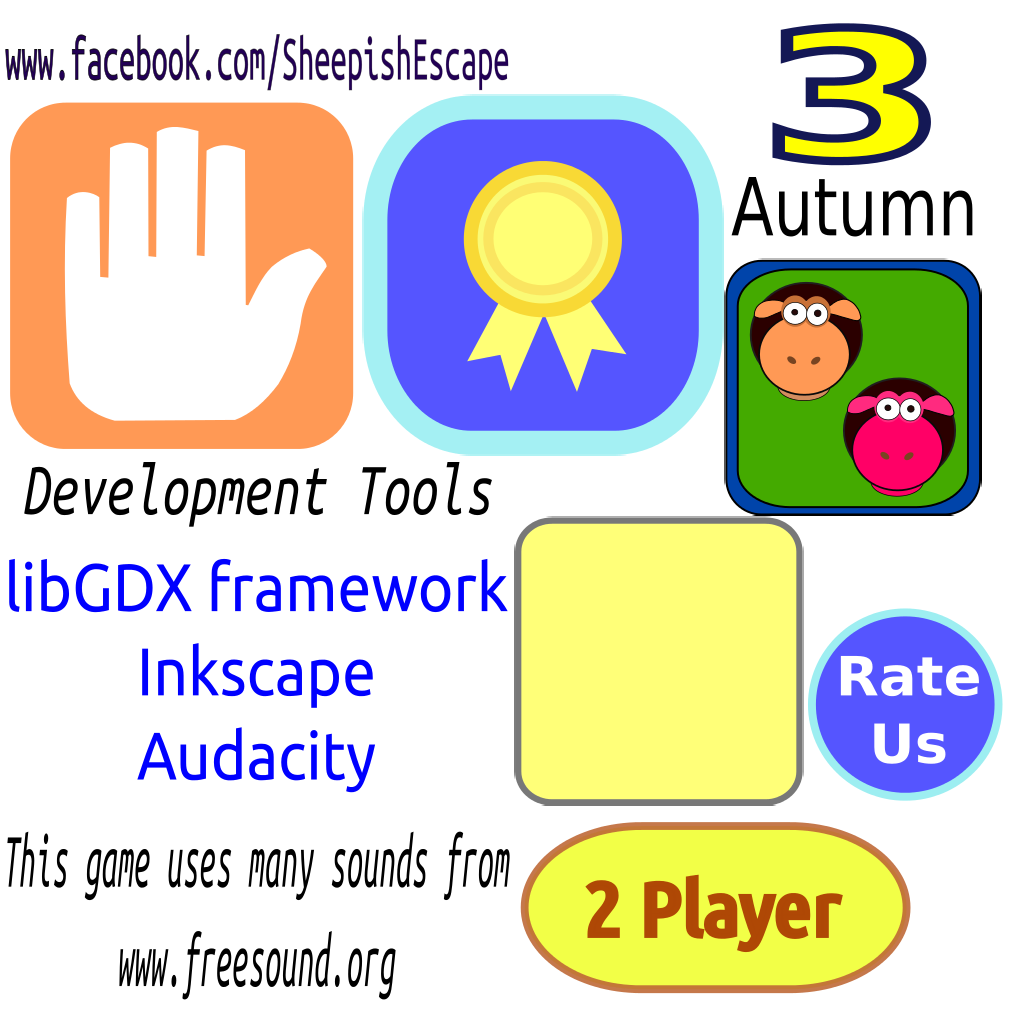 www.facebook.com/SheepishEscape
3
Autumn
Development Tools
libGDX framework
Inkscape
Audacity
Rate
Us
This game uses many sounds from
www.freesound.org
2 Player